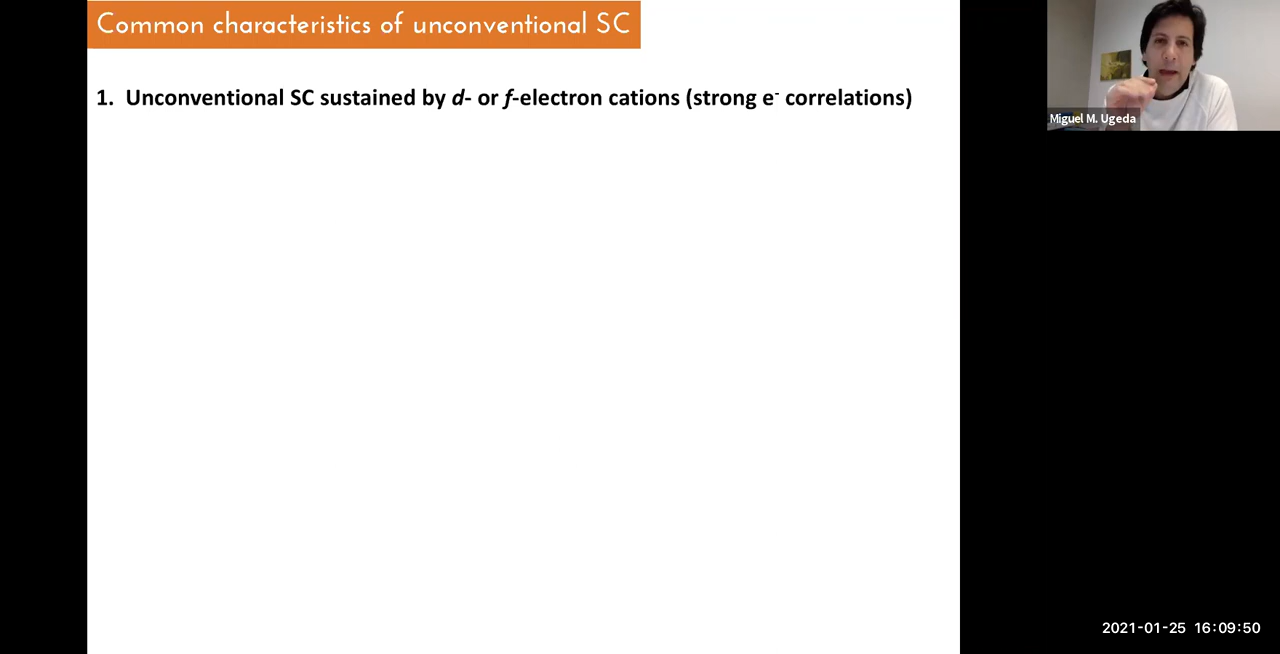 Common characteristics of unconventional SC
1. Unconventional SC sustained by d- or f-electron cations (strong e- correlations)
Miguel M. Ugeda
2021-01-25 16:09:50